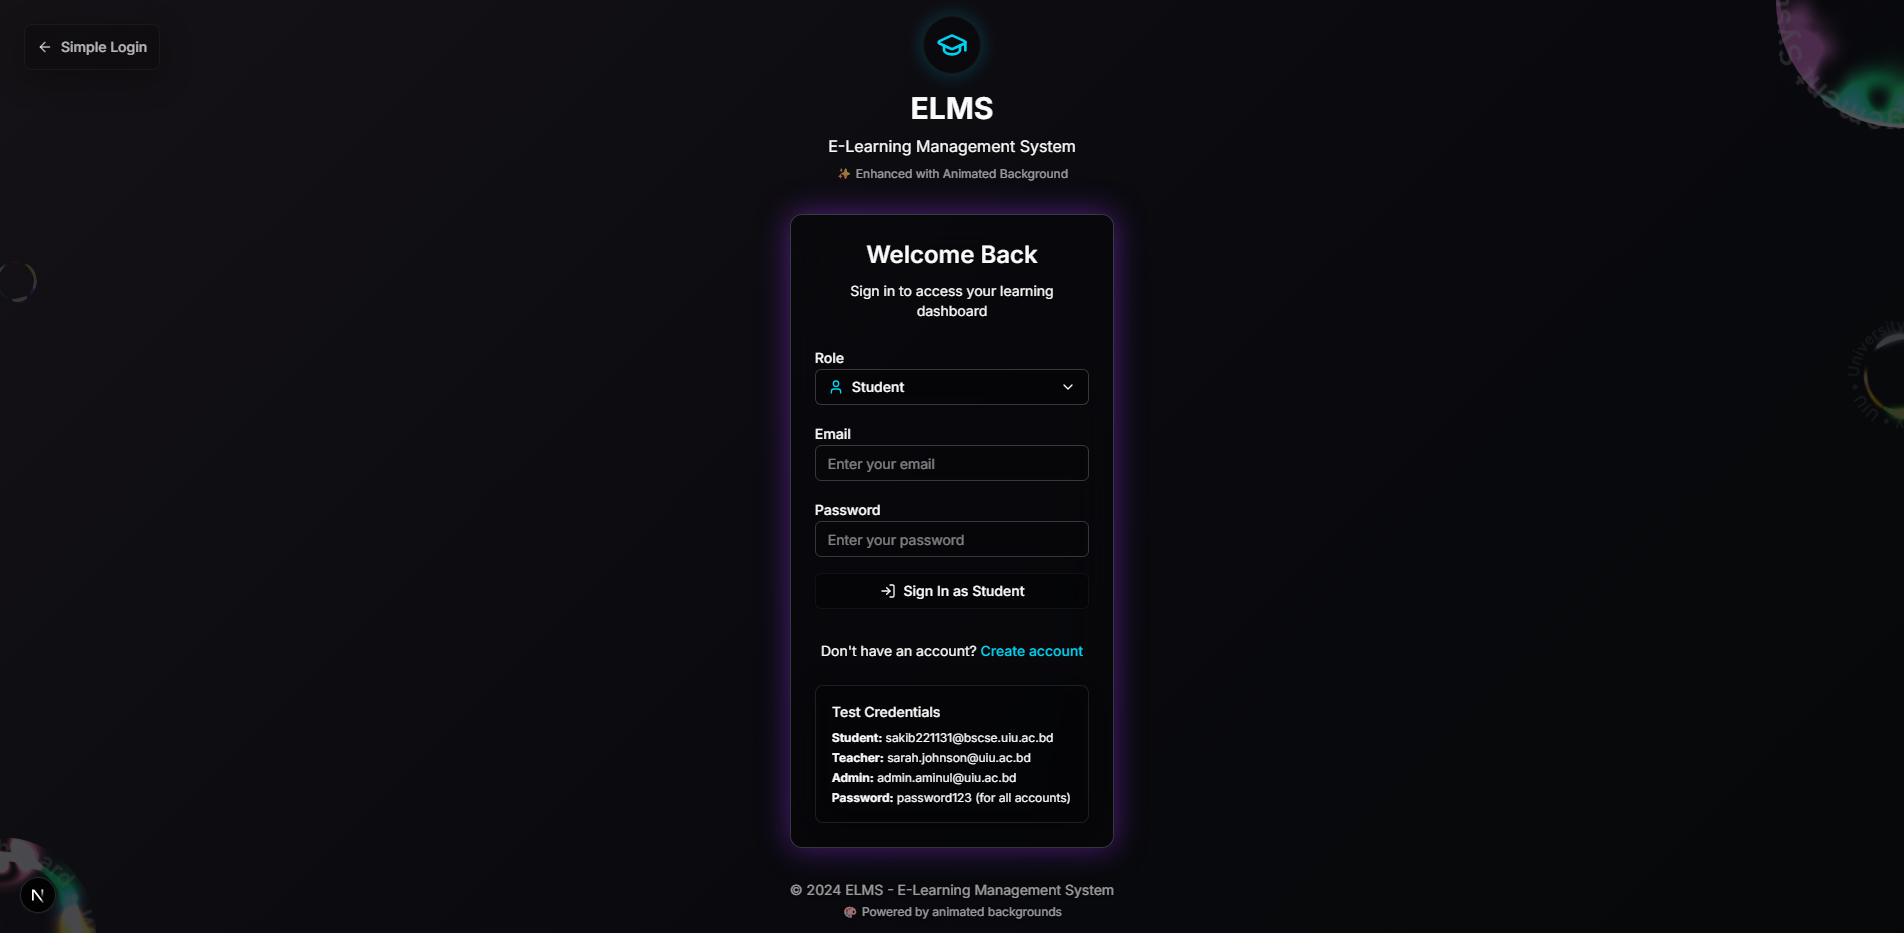 Simple Login
ELMS
E-Learning Management System
✨ Enhanced with Animated Background
Welcome Back
Sign in to access your learning
dashboard
Role
Student
Email
Enter your email
Password
Enter your password
Sign In as Student
Don't have an account? Create account
Test Credentials
Student: sakib221131@bscse.uiu.ac.bd
Teacher: sarah.johnson@uiu.ac.bd
Admin: admin.aminul@uiu.ac.bd
Password: password123 (for all accounts)
University
UIU
N
© 2024 ELMS - E-Learning Management System
🎨 Powered by animated backgrounds